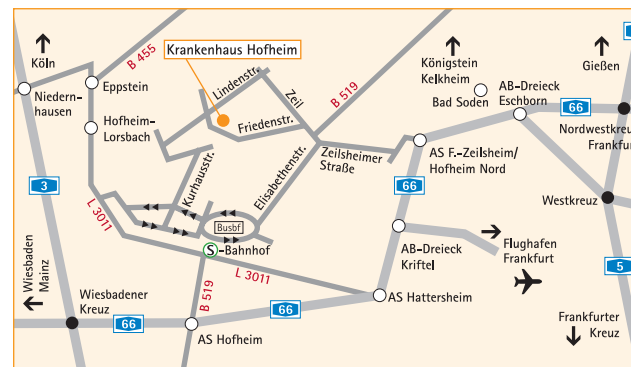 Köln
B 455
Krankenhaus Hofheim
Königstein
Kelkheim
Gießen
Niedern-
hausen
Eppstein
Lindenstr.
Zeil
B 519
Bad Soden
AB-Dreieck
Eschborn
66
Hofheim-
Lorsbach
Friedenstr.
Nordwestkreu
Frankfur
Zeilsheimer
Straße
AS F.-Zeilsheim/
Hofheim Nord
3
Kurhausstr.
Elisabethenstr.
66
Westkreuz
L 3011
Busbf
S-Bahnhof
AB-Dreieck
Kriftel
Flughafen
Frankfurt
5
Wiesbaden
Mainz
L 3011
Wiesbadener
Kreuz
B 519
AS Hattersheim
66
66
AS Hofheim
Frankfurter
Kreuz